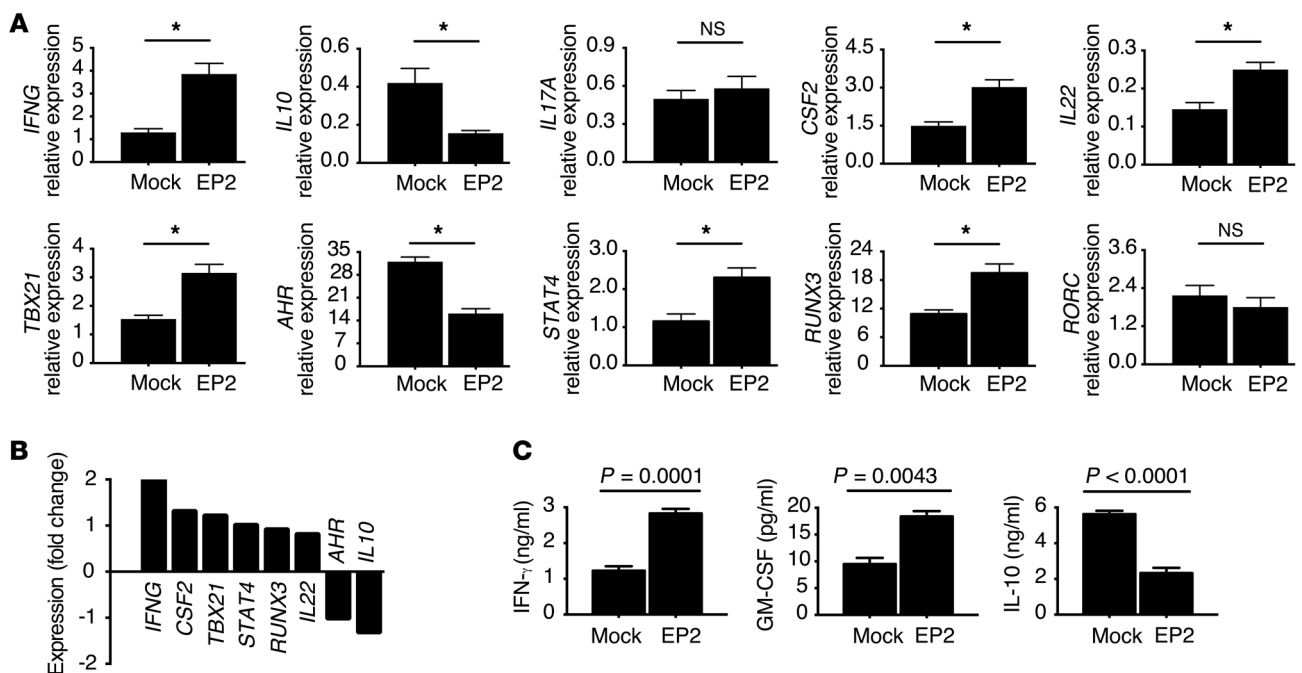 A
IFNG
relative expression
5
4
3
2
1
0
*
Mock EP2
IL10
relative expression
0.6
0.4
0.2
0.0
*
Mock EP2
IL17A
relative expression
0.9
0.6
0.3
0.0
NS
Mock EP2
CSF2
relative expression
4.5
3.0
1.5
0.0
*
Mock EP2
IL22
relative expression
0.3
0.2
0.1
0.0
*
Mock EP2
TBX21
relative expression
4
3
2
1
0
*
Mock EP2
AHR
relative expression
35
28
21
14
7
0
*
Mock EP2
STAT4
relative expression
3.0
2.0
1.0
0.0
*
Mock EP2
RUNX3
relative expression
24
18
12
6
0
*
Mock EP2
RORC
relative expression
3.6
2.4
1.2
0.0
NS
Mock EP2
B
Expression (fold change)
2
1
0
-1
-2
IFNG
CSF2
TBX21
STAT4
RUNX3
IL22
AHR
IL10
C
P = 0.0001
IFN-γ (ng/ml)
3
2
1
0
Mock EP2
P = 0.0043
GM-CSF (pg/ml)
20
15
10
5
0
Mock EP2
P < 0.0001
IL-10 (ng/ml)
6
4
2
0
Mock EP2